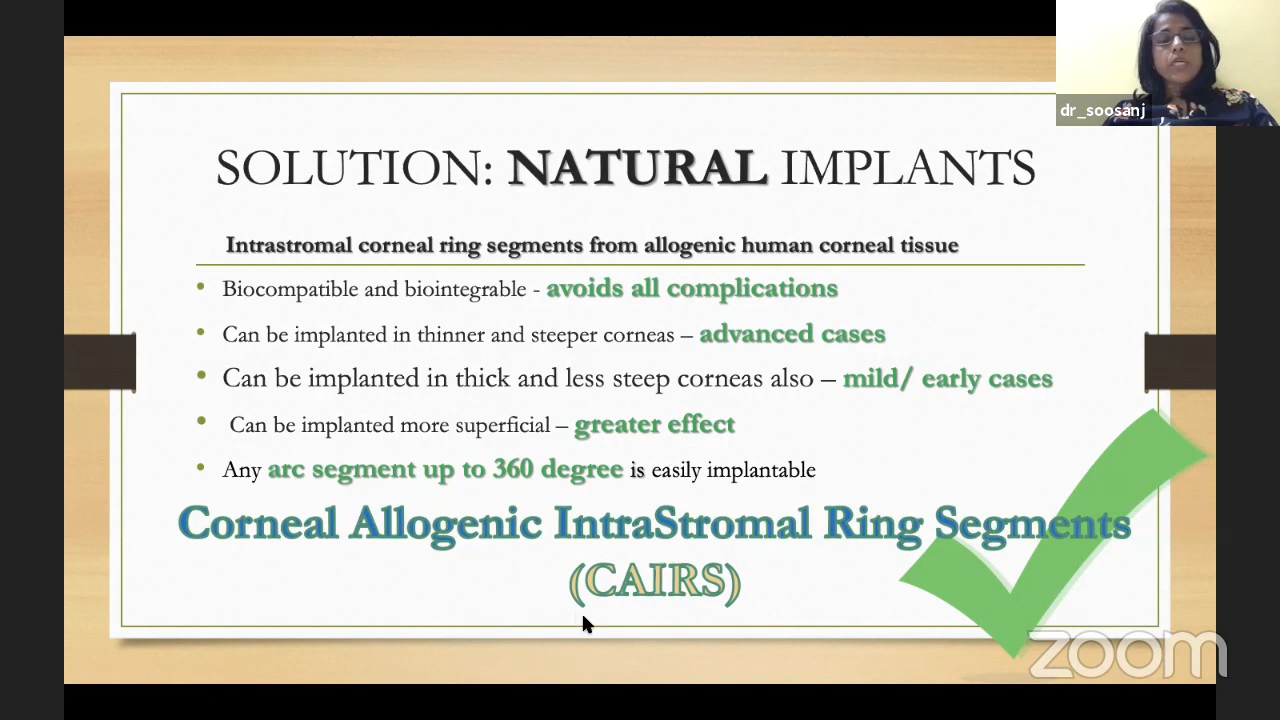 dr_soosanj
SOLUTION: NATURAL IMPLANTS
Intrastromal corneal ring segments from allogenic human corneal tissue
• Biocompatible and biointegrable - avoids all complications
• Can be implanted in thinner and steeper corneas – advanced cases
• Can be implanted in thick and less steep corneas also – mild/ early cases
• Can be implanted more superficial – greater effect
• Any arc segment up to 360 degree is easily implantable
Corneal Allogenic IntraStromal Ring Segments
(CAIRS)
zoom